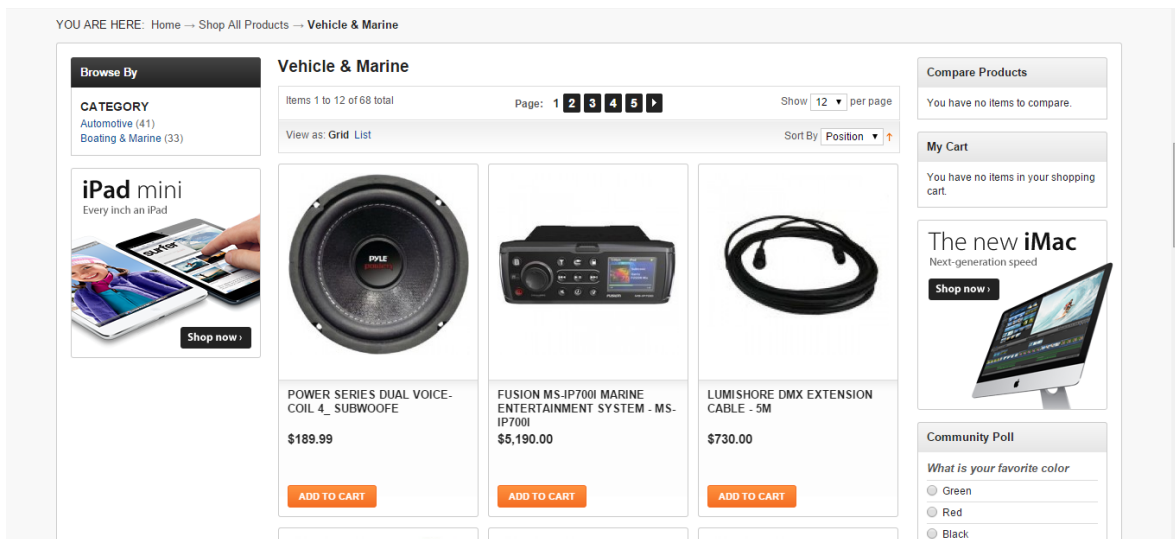 YOU ARE HERE: Home → Shop All Products → Vehicle & Marine
Browse By
CATEGORY
Automotive (41)
Boating & Marine (33)
iPad mini
Every inch an iPad
Shop now ›
Vehicle & Marine
Items 1 to 12 of 68 total
Page: 1 2 3 4 5
Show 12 per page
View as: Grid List
Sort By Position
PYLE
POWER SERIES DUAL VOICE-
COIL 4_ SUBWOOFE
$189.99
ADD TO CART
FUSION MS-IP700I MARINE
ENTERTAINMENT SYSTEM - MS-
IP700I
$5,190.00
ADD TO CART
LUMISHORE DMX EXTENSION
CABLE - 5M
$730.00
ADD TO CART
Compare Products
You have no items to compare.
My Cart
You have no items in your shopping
cart.
The new iMac
Next-generation speed
Shop now ›
Community Poll
What is your favorite color
Green
Red
Black